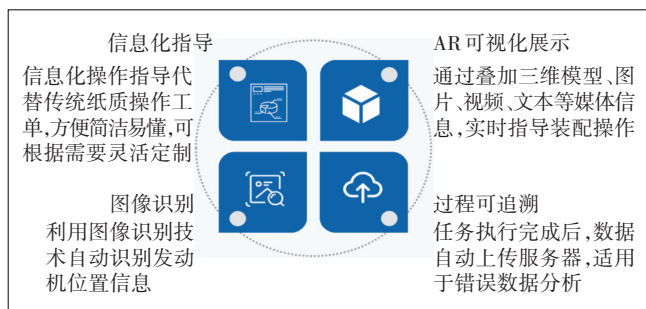 信息化指导
信息化操作指导代
替传统纸质操作工
单,方便简洁易懂,可
根据需要灵活定制
AR可视化展示
通过叠加三维模型、图
片、视频、文本等媒体信
息,实时指导装配操作
图像识别
利用图像识别技
术自动识别发动
机位置信息
过程可追溯
任务执行完成后,数据
自动上传服务器,适用
于错误数据分析